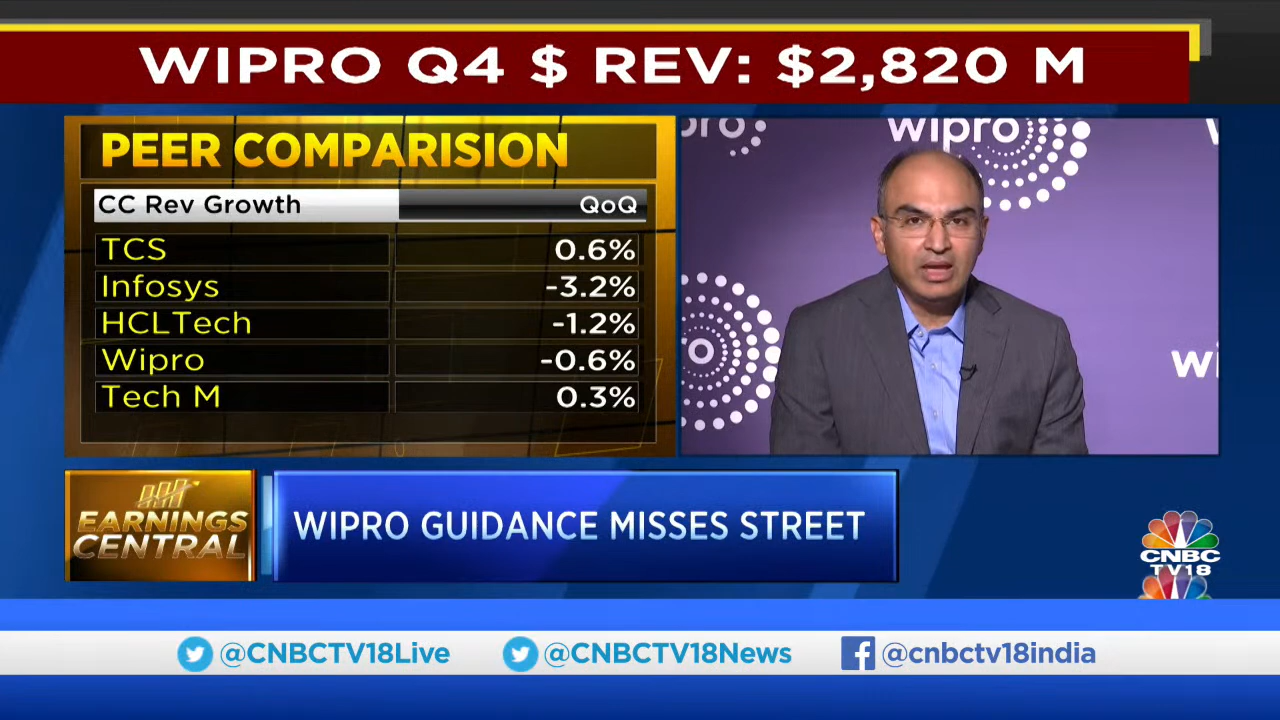 WIPRO Q4 $ REV: $2,820 M
PEER COMPARISION
CC Rev Growth QoQ
TCS 0.6%
Infosys -3.2%
HCLTech -1.2%
Wipro -0.6%
Tech M 0.3%
pro
wipro
w
o
wi
EARNINGS
CENTRAL
WIPRO GUIDANCE MISSES STREET
CNBC
TV18
@CNBCTV18Live @CNBCTV18News @cnbctv18india